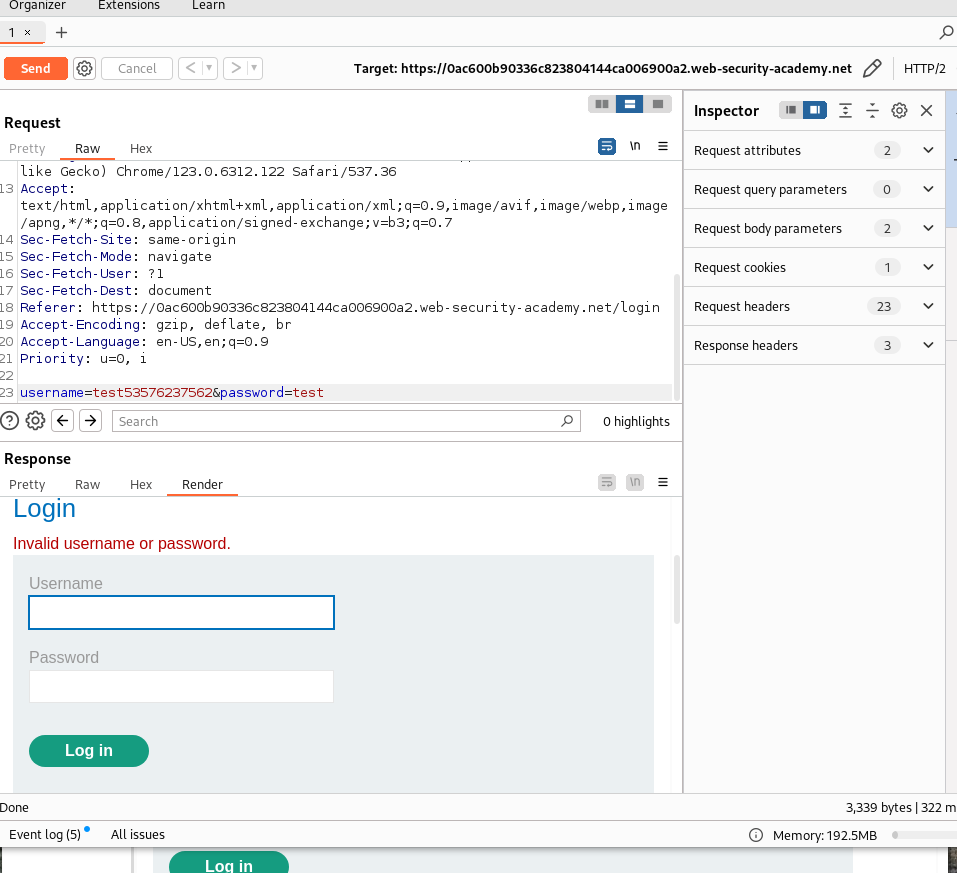 Organizer Extensions Learn
1 × +
Send Cancel < > Target: https://0ac600b90336c823804144ca006900a2.web-security-academy.net HTTP/2
Request
Pretty Raw Hex \n
like Gecko) Chrome/123.0.6312.122 Safari/537.36
13 Accept:
text/html,application/xhtml+xml,application/xml;q=0.9,image/avif,image/webp,image
/apng,*/*;q=0.8,application/signed-exchange;v=b3;q=0.7
14 Sec-Fetch-Site: same-origin
15 Sec-Fetch-Mode: navigate
16 Sec-Fetch-User: ?1
17 Sec-Fetch-Dest: document
18 Referer: https://0ac600b90336c823804144ca006900a2.web-security-academy.net/login
19 Accept-Encoding: gzip, deflate, br
20 Accept-Language: en-US,en;q=0.9
21 Priority: u=0, i
22
23 username=test53576237562&password=test
Search 0 highlights
Response
Pretty Raw Hex Render \n
Login
Invalid username or password.
Username
Password
Log in
Inspector
Request attributes 2
Request query parameters 0
Request body parameters 2
Request cookies 1
Request headers 23
Response headers 3
Done 3,339 bytes | 322 m
Event log (5) All issues Memory: 192.5MB
Log in